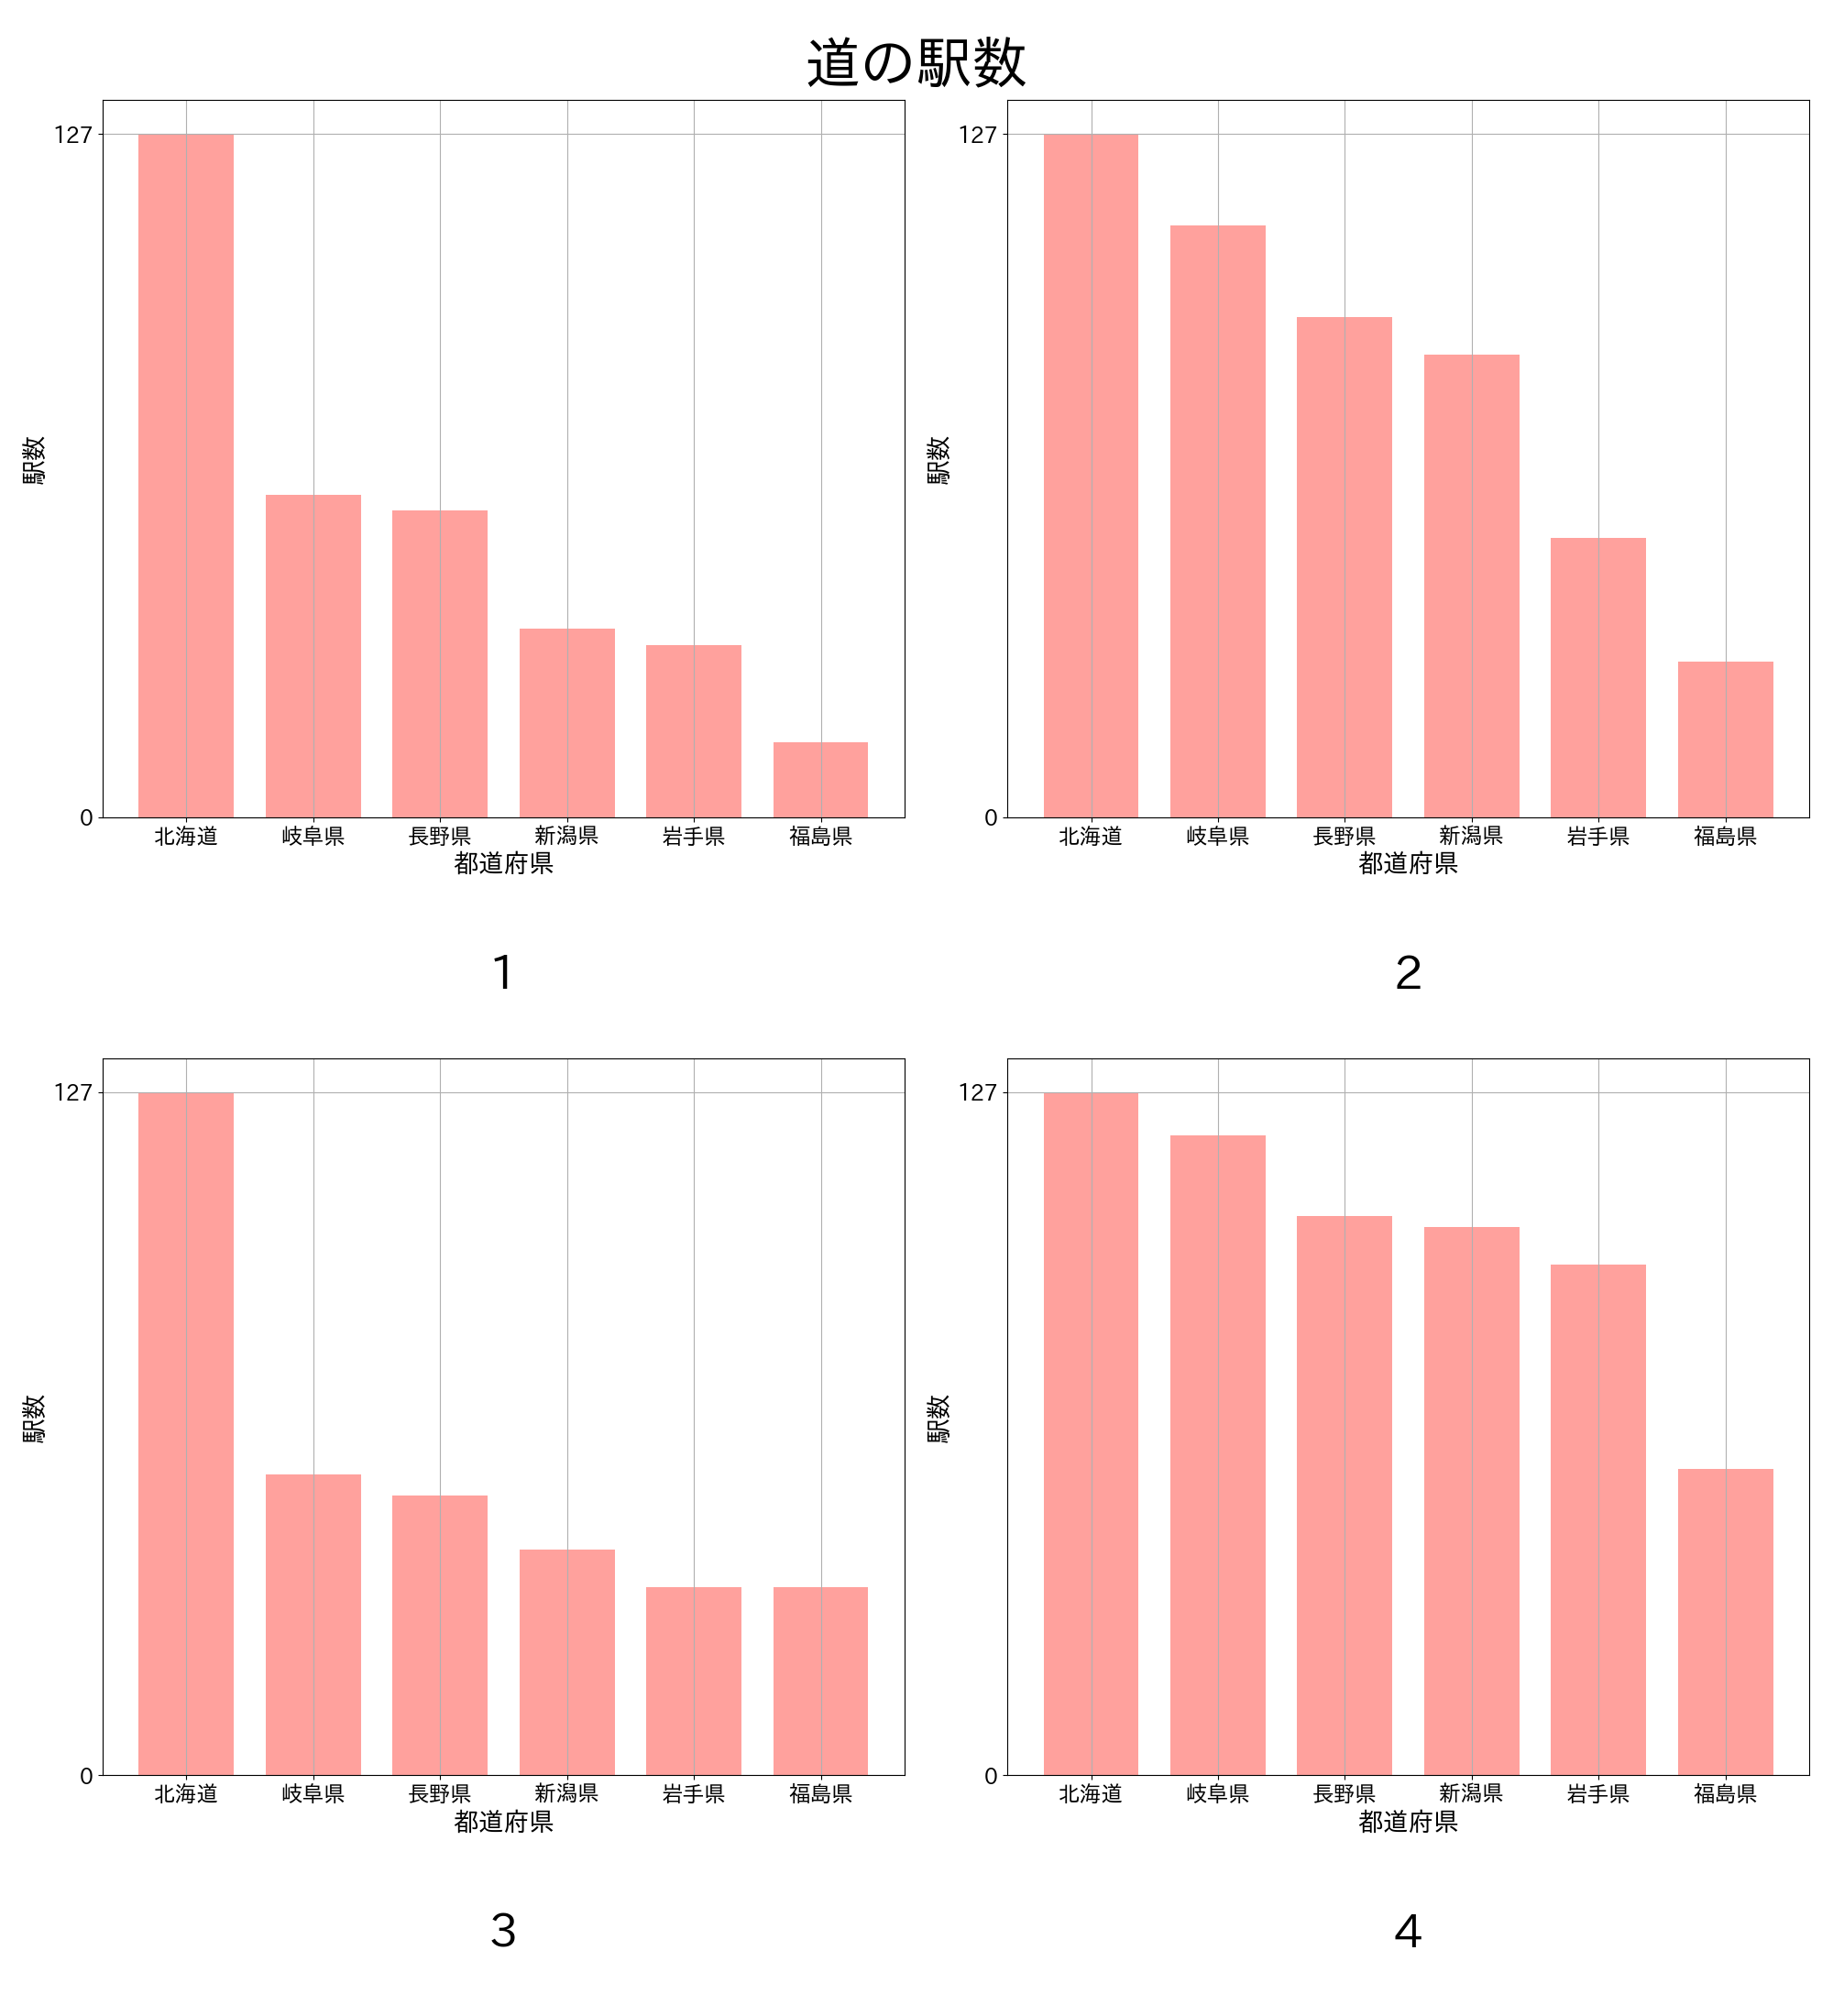 道の駅数
127
0
駅数
北海道 岐阜県 長野県 新潟県 岩手県 福島県
都道府県
1
127
0
駅数
北海道 岐阜県 長野県 新潟県 岩手県 福島県
都道府県
2
127
0
駅数
北海道 岐阜県 長野県 新潟県 岩手県 福島県
都道府県
3
127
0
駅数
北海道 岐阜県 長野県 新潟県 岩手県 福島県
都道府県
4